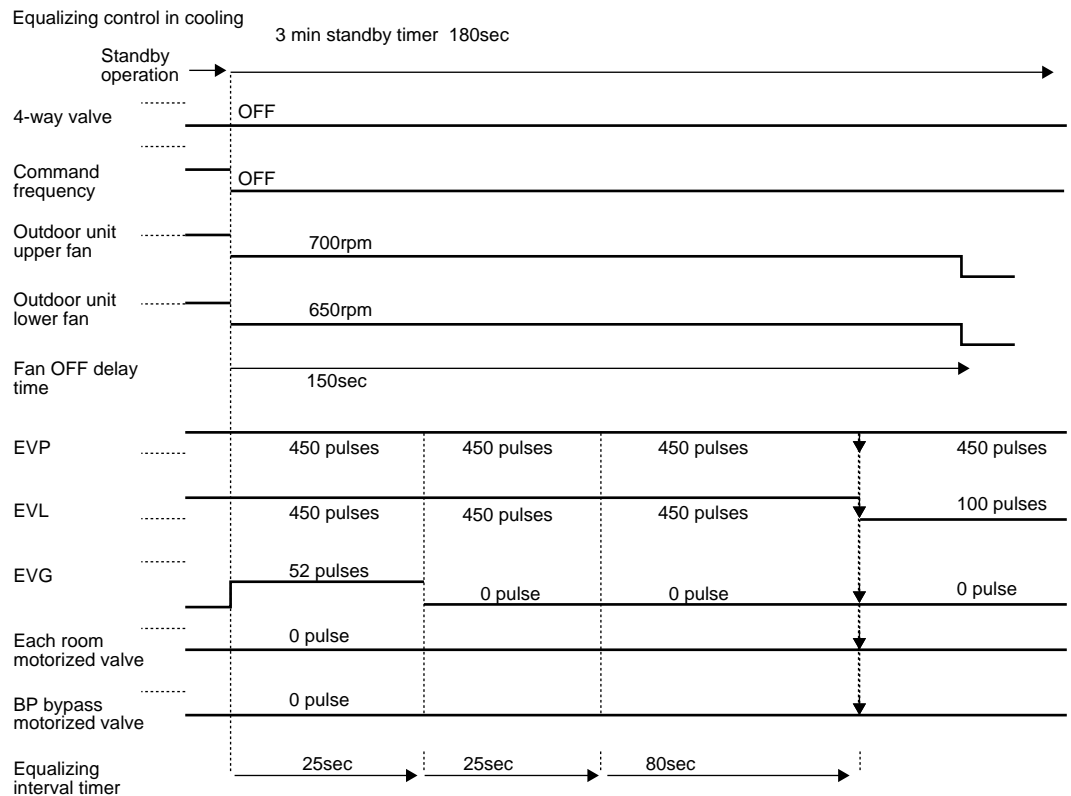 Equalizing control in cooling
3 min standby timer 180sec
Standby
operation
4-way valve
OFF
Command
frequency
OFF
Outdoor unit
upper fan
700rpm
Outdoor unit
lower fan
650rpm
Fan OFF delay
time
150sec
EVP
450 pulses 450 pulses 450 pulses 450 pulses
EVL
450 pulses 450 pulses 450 pulses 100 pulses
EVG
52 pulses 0 pulse 0 pulse 0 pulse
Each room
motorized valve
0 pulse
BP bypass
motorized valve
0 pulse
Equalizing
interval timer
25sec 25sec 80sec